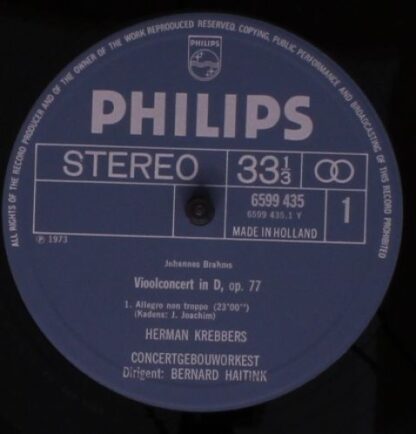 ALL RIGHTS OF THE RECORD PRODUCER AND OF THE OWNER OF THE WORK REPRODUCED RESERVED. COPYING, PUBLIC PERFORMANCE AND BROADCASTING OF THIS RECORD PROHIBITED
PHILIPS
PHILIPS
STEREO 33⅓
6599 435
6599 435.1 Y
1
MADE IN HOLLAND
℗ 1973
Johannes Brahms
Vioolconcert in D, op. 77
1. Allegro non troppo (23'00")
(Kadens: J. Joachim)
HERMAN KREBBERS
CONCERTGEBOUWORKEST
Dirigent: BERNARD HAITINK